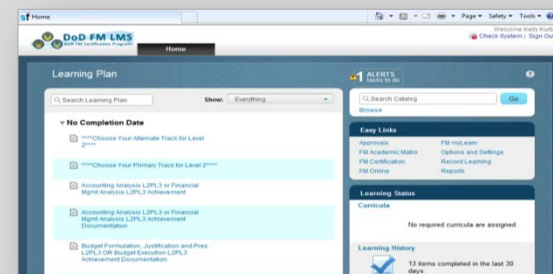 Home
Page ▾ Safety ▾ Tools ▾
DoD FM LMS
DoD FM Certification Program
Home
Welcome Kelly
Check System | Sign Out
Learning Plan
1 ALERTS
tasks to do
Search Learning Plan
Show: Everything
Search Catalog
Go
Browse
No Completion Date
****Choose Your Alternate Track for Level
2****
****Choose Your Primary Track for Level 2****
Accounting Analysis L2PL3 or Financial
Mgmt Analysis L2PL3 Achievement
Accounting Analysis L2PL3 or Financial
Mgmt Analysis L2PL3 Achievement
Documentation
Budget Formulation, Justification and Pres
L2PL3 OR Budget Execution L2PL3
Achievement Documentation
Easy Links
Approvals
FM myLearn
FM Academic Matrix
Options and Settings
FM Certification
Record Learning
FM Online
Reports
Learning Status
Curricula
No required curricula are assigned.
Learning History
13 items completed in the last 30
days.